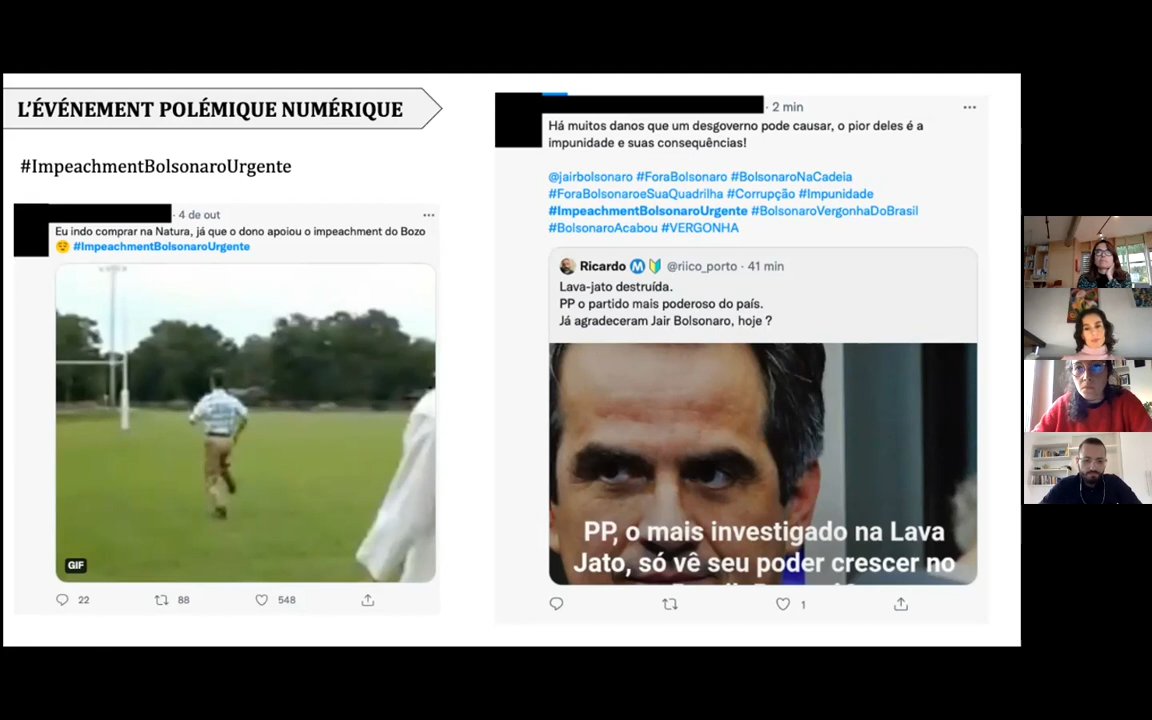 L'ÉVÉNEMENT POLÉMIQUE NUMÉRIQUE
#ImpeachmentBolsonaroUrgente
· 4 de out
Eu indo comprar na Natura, já que o dono apoiou o impeachment do Bozo
😌 #ImpeachmentBolsonaroUrgente
GIF
22 88 548
· 2 min
Há muitos danos que um desgoverno pode causar, o pior deles é a
impunidade e suas consequências!
@jairbolsonaro #ForaBolsonaro #BolsonaroNaCadeia
#ForaBolsonaroeSuaQuadrilha #Corrupção #Impunidade
#ImpeachmentBolsonaroUrgente #BolsonaroVergonhaDoBrasil
#BolsonaroAcabou #VERGONHA
Ricardo Ⓜ️🔰 @riico_porto · 41 min
Lava-jato destruída.
PP o partido mais poderoso do país.
Já agradeceram Jair Bolsonaro, hoje ?
PP, o mais investigado na Lava
Jato, só vê seu poder crescer no
1